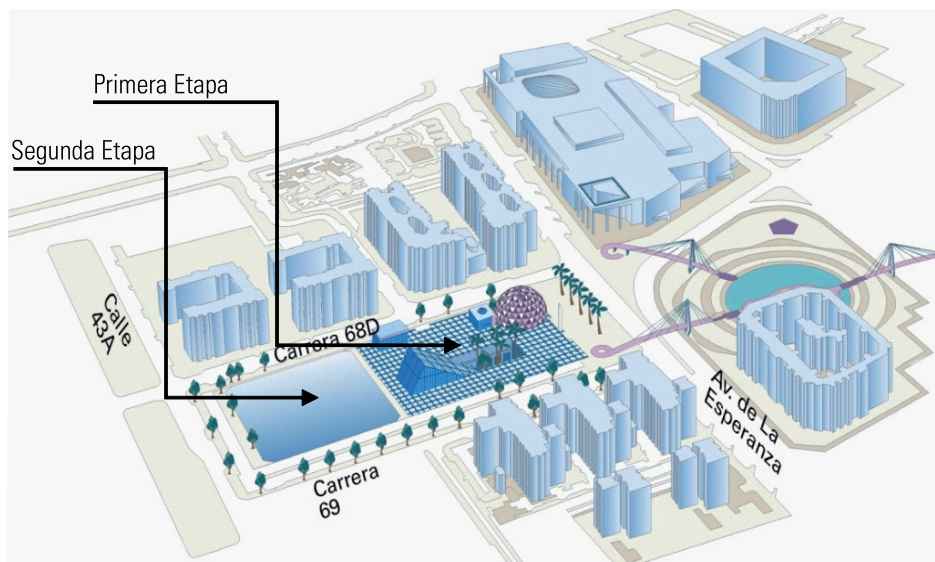 Primera Etapa
Segunda Etapa
Calle
43A
Carrera 68D
Av. de La
Esperanza
Carrera
69